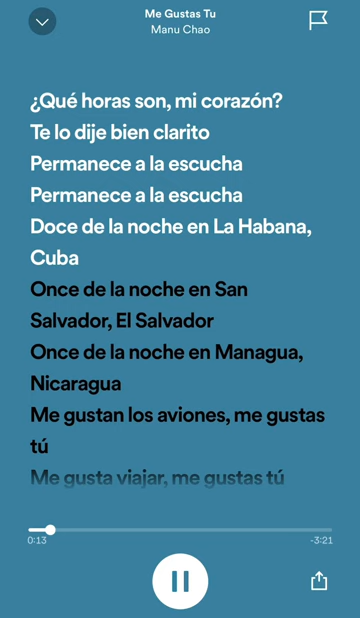 Me Gustas Tu
Manu Chao
¿Qué horas son, mi corazón?
Te lo dije bien clarito
Permanece a la escucha
Permanece a la escucha
Doce de la noche en La Habana,
Cuba
Once de la noche en San
Salvador, El Salvador
Once de la noche en Managua,
Nicaragua
Me gustan los aviones, me gustas
tú
Me gusta viajar, me gustas tú
0:13
-3:21